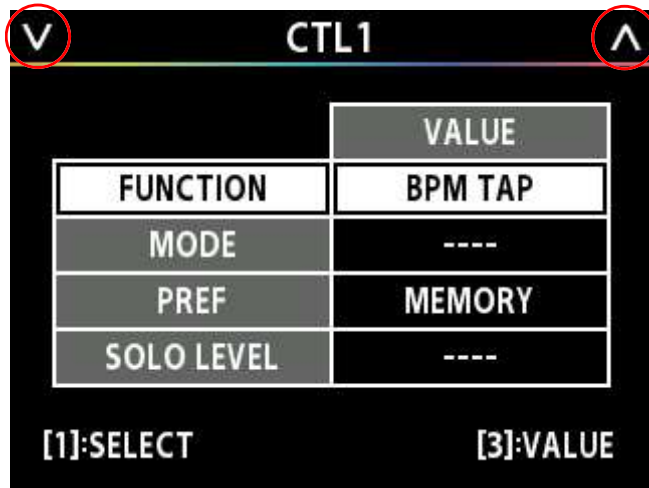 CTL1
VALUE
FUNCTION BPM TAP
MODE ----
PREF MEMORY
SOLO LEVEL ----
[1]:SELECT [3]:VALUE